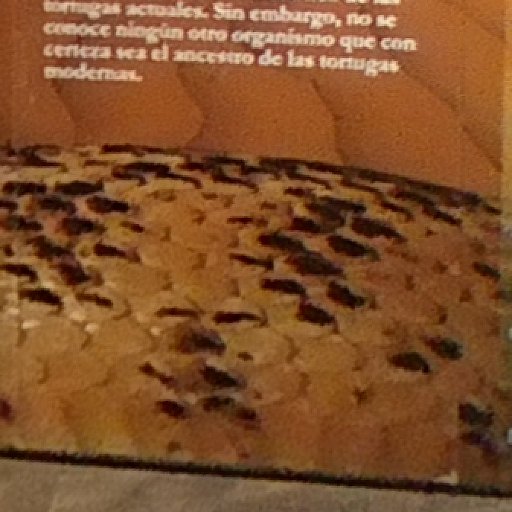 tortugas actuales. Sin embargo, no se
conoce ningún otro organismo que con
certeza sea el ancestro de las tortugas
modernas.